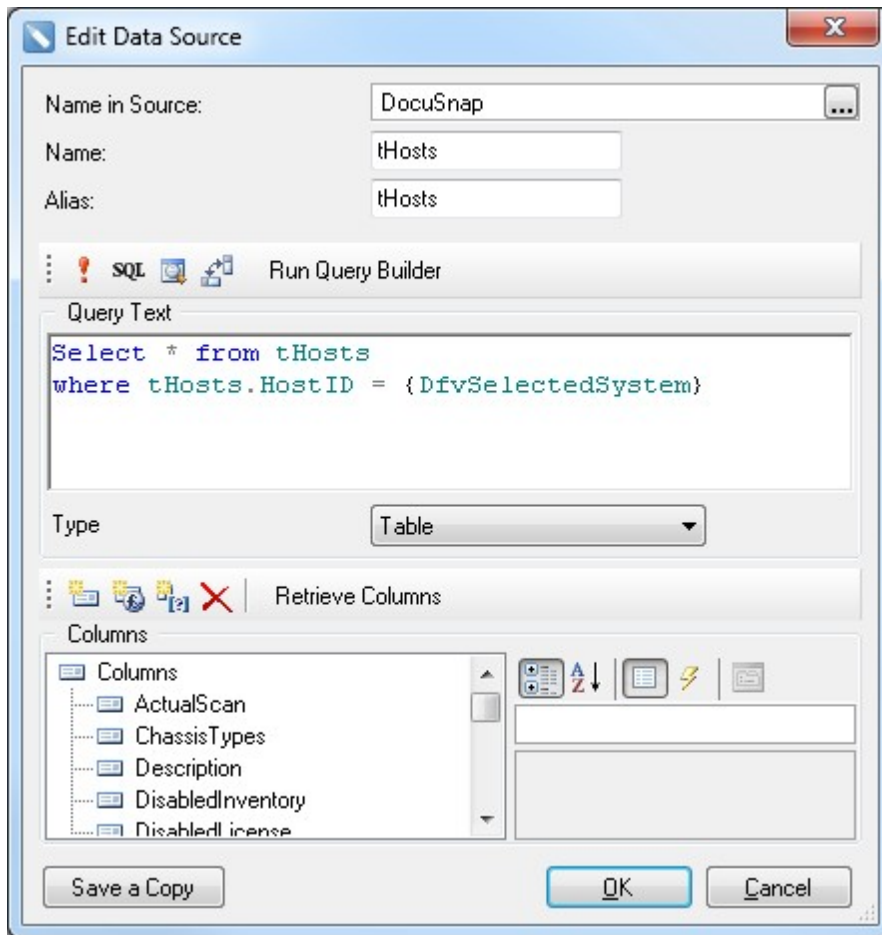 Edit Data Source
Name in Source: DocuSnap ...
Name: tHosts
Alias: tHosts
SQL Run Query Builder
Query Text
Select * from tHosts
where tHosts.HostID = {DfvSelectedSystem}
Type Table
Retrieve Columns
Columns
Columns
ActualScan
ChassisTypes
Description
DisabledInventory
DisabledLicense
Save a Copy OK Cancel